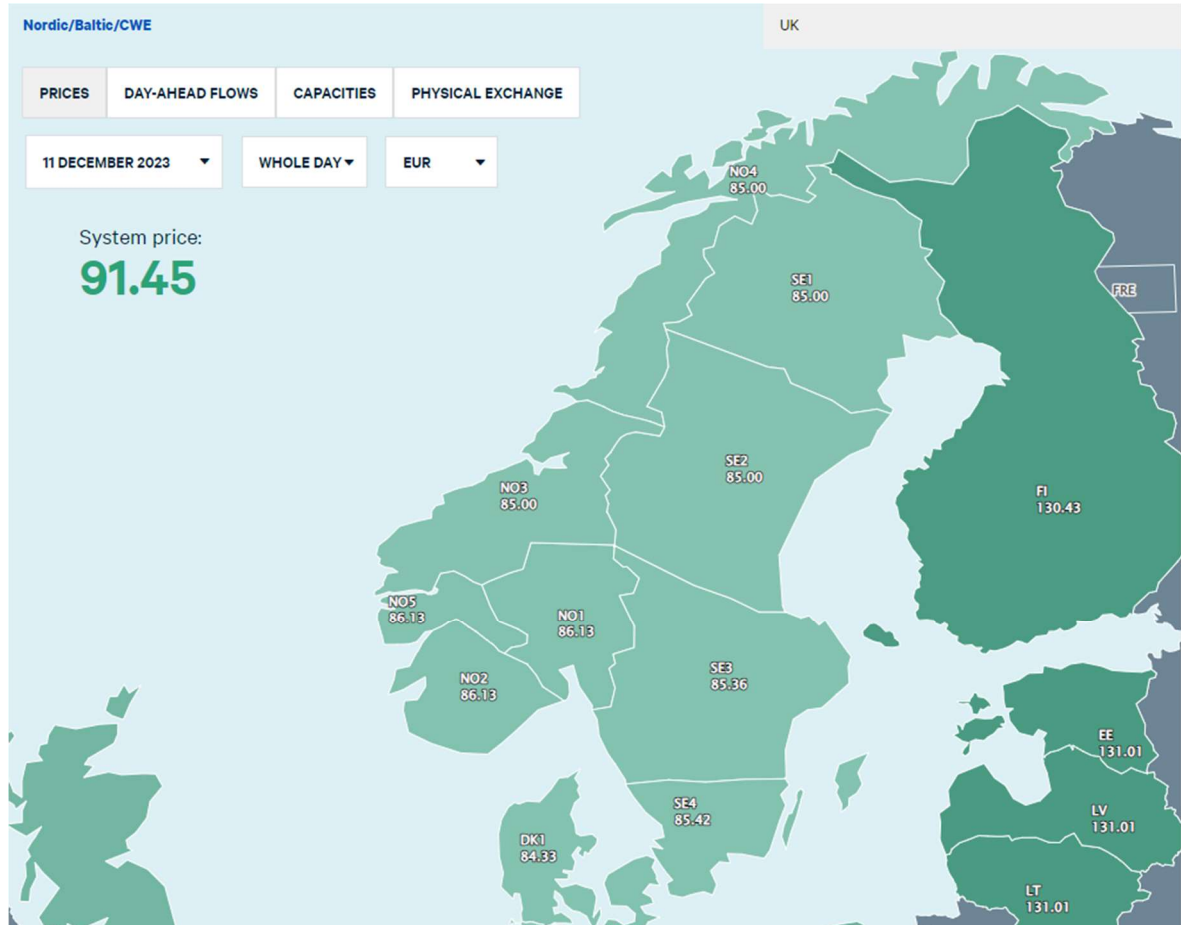 Nordic/Baltic/CWE
UK
PRICES
DAY-AHEAD FLOWS
CAPACITIES
PHYSICAL EXCHANGE
11 DECEMBER 2023
WHOLE DAY
EUR
System price:
91.45
NO4
85.00
SE1
85.00
FRE
SE2
85.00
NO3
85.00
FI
130.43
NO5
86.13
NO1
86.13
NO2
86.13
SE3
85.36
EE
131.01
SE4
85.42
LV
131.01
DK1
84.33
LT
131.01